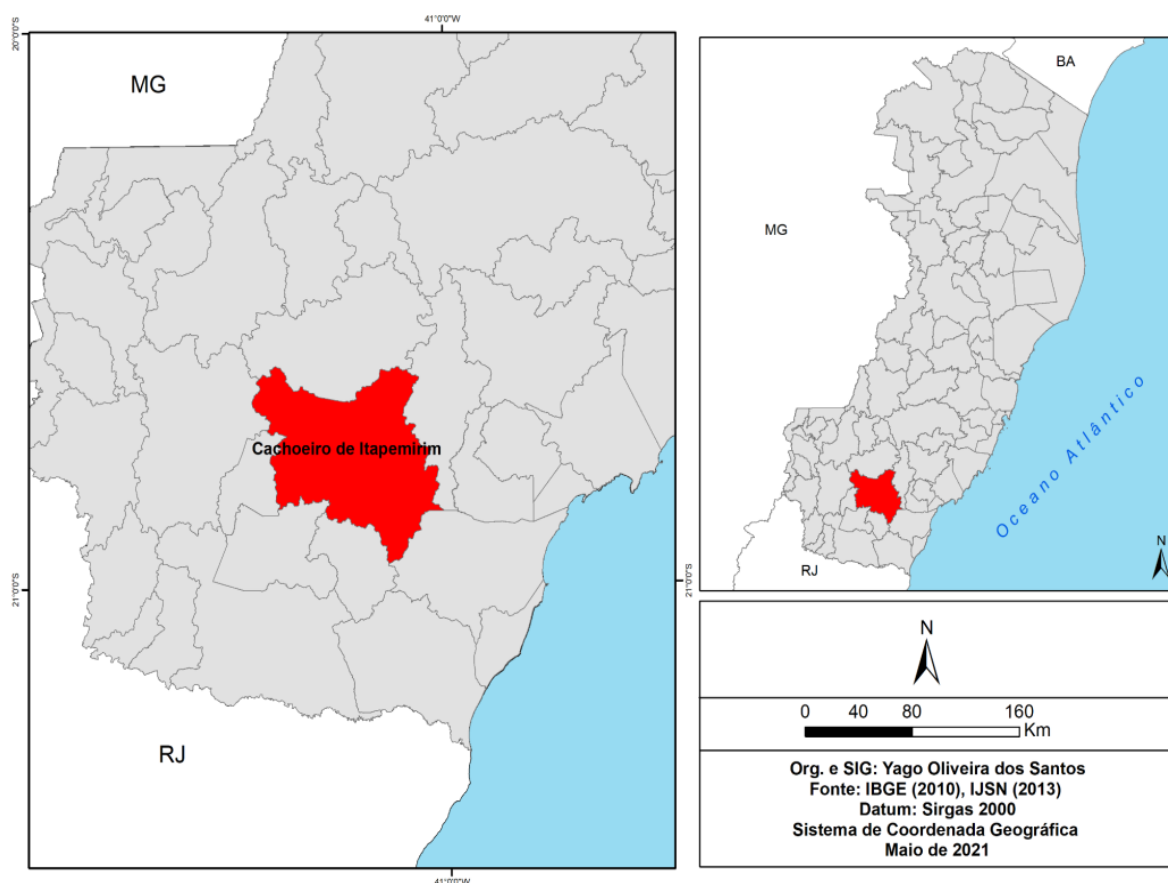 41°0'0"W
20°0'0"S
MG
Cachoeiro de Itapemirim
21°0'0"S
RJ
41°0'0"W
BA
MG
Oceano Atlântico
N
RJ
21°0'0"S
N
0 40 80 160
Km
Org. e SIG: Yago Oliveira dos Santos
Fonte: IBGE (2010), IJSN (2013)
Datum: Sirgas 2000
Sistema de Coordenada Geográfica
Maio de 2021